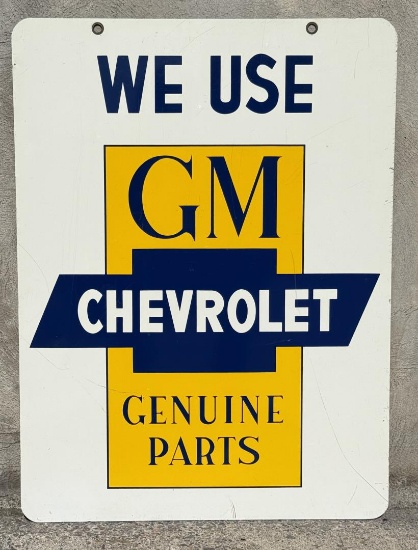 WE USE
GM
CHEVROLET
GENUINE
PARTS